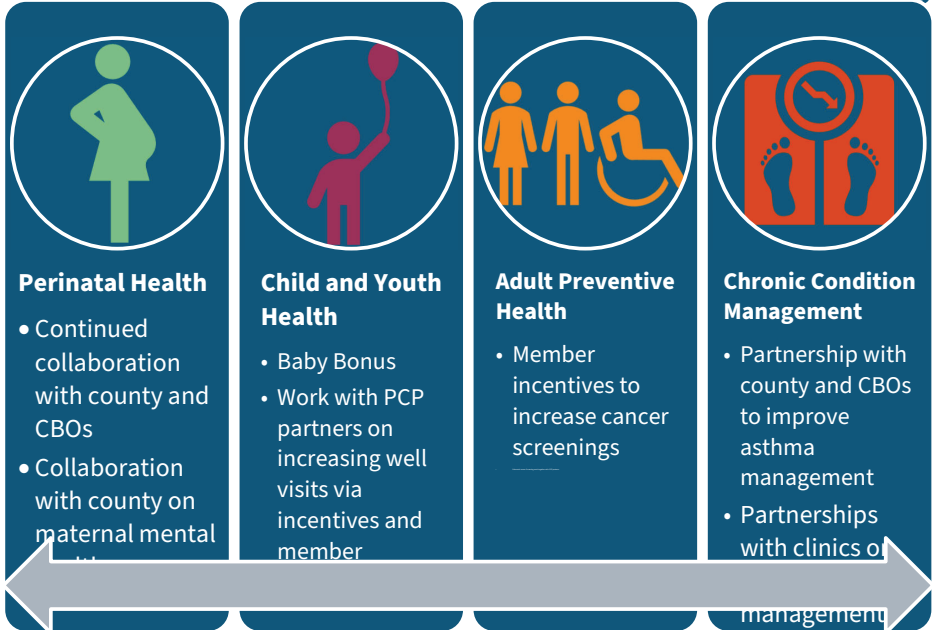 Perinatal Health
• Continued
collaboration
with county and
CBOs
• Collaboration
with county on
maternal mental
Child and Youth
Health
• Baby Bonus
• Work with PCP
partners on
increasing well
visits via
incentives and
member
Adult Preventive
Health
• Member
incentives to
increase cancer
screenings
Chronic Condition
Management
• Partnership with
county and CBOs
to improve
asthma
management
• Partnerships
with clinics
management